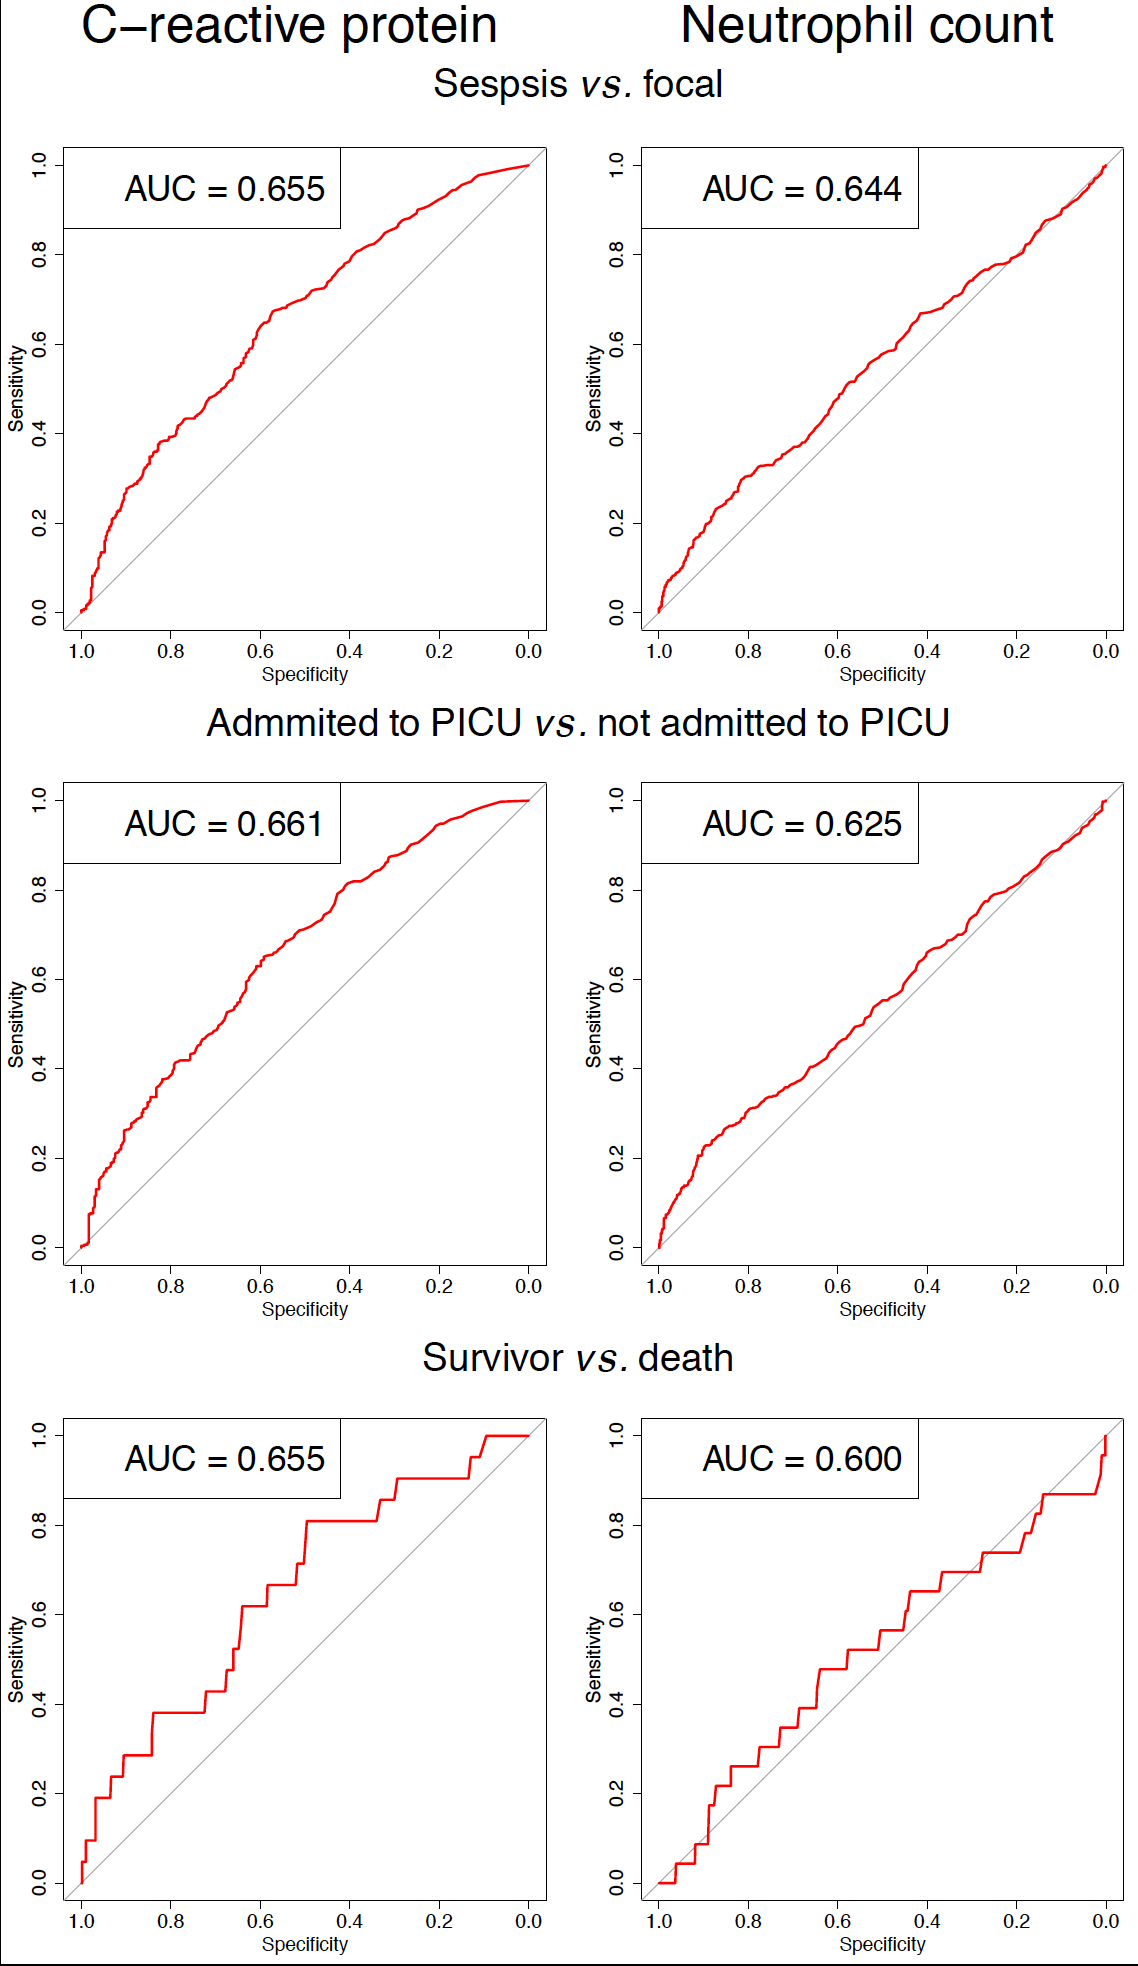 C−reactive protein Neutrophil count
Sespsis vs. focal
AUC = 0.655 AUC = 0.644
Sensitivity Sensitivity
1.0 1.0
0.8 0.8
0.6 0.6
0.4 0.4
0.2 0.2
0.0 0.0
1.0 0.8 0.6 0.4 0.2 0.0 1.0 0.8 0.6 0.4 0.2 0.0
Specificity Specificity
Admmited to PICU vs. not admitted to PICU
AUC = 0.661 AUC = 0.625
Sensitivity Sensitivity
1.0 1.0
0.8 0.8
0.6 0.6
0.4 0.4
0.2 0.2
0.0 0.0
1.0 0.8 0.6 0.4 0.2 0.0 1.0 0.8 0.6 0.4 0.2 0.0
Specificity Specificity
Survivor vs. death
AUC = 0.655 AUC = 0.600
Sensitivity Sensitivity
1.0 1.0
0.8 0.8
0.6 0.6
0.4 0.4
0.2 0.2
0.0 0.0
1.0 0.8 0.6 0.4 0.2 0.0 1.0 0.8 0.6 0.4 0.2 0.0
Specificity Specificity